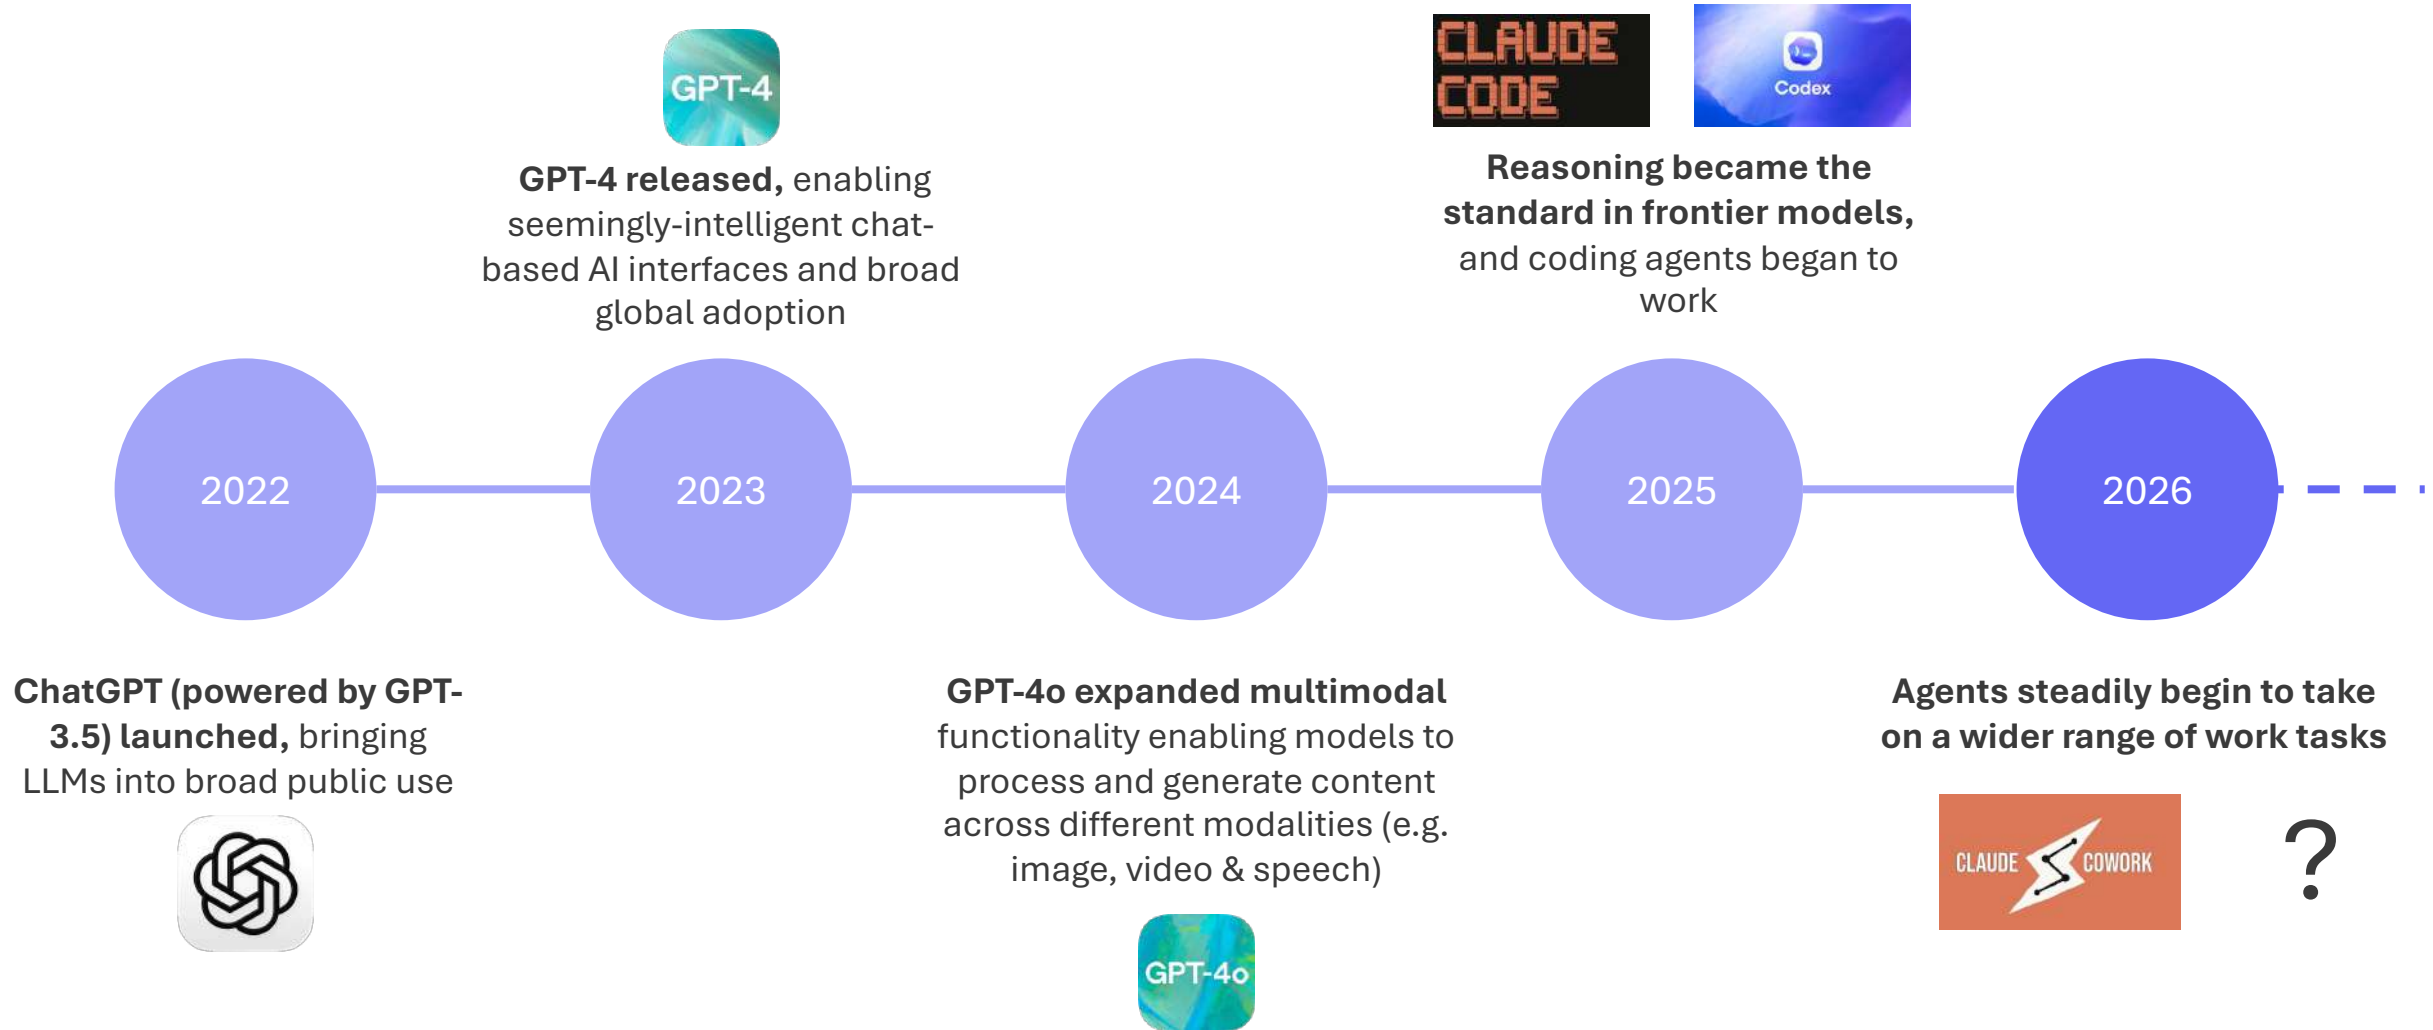 GPT-4
GPT-4 released, enabling
seemingly-intelligent chat-
based AI interfaces and broad
global adoption
CLAUDE
CODE
Codex
Reasoning became the
standard in frontier models,
and coding agents began to
work
2022
2023
2024
2025
2026
ChatGPT (powered by GPT-
3.5) launched, bringing
LLMs into broad public use
GPT-4o expanded multimodal
functionality enabling models to
process and generate content
across different modalities (e.g.
image, video & speech)
GPT-4o
Agents steadily begin to take
on a wider range of work tasks
CLAUDE COWORK
?